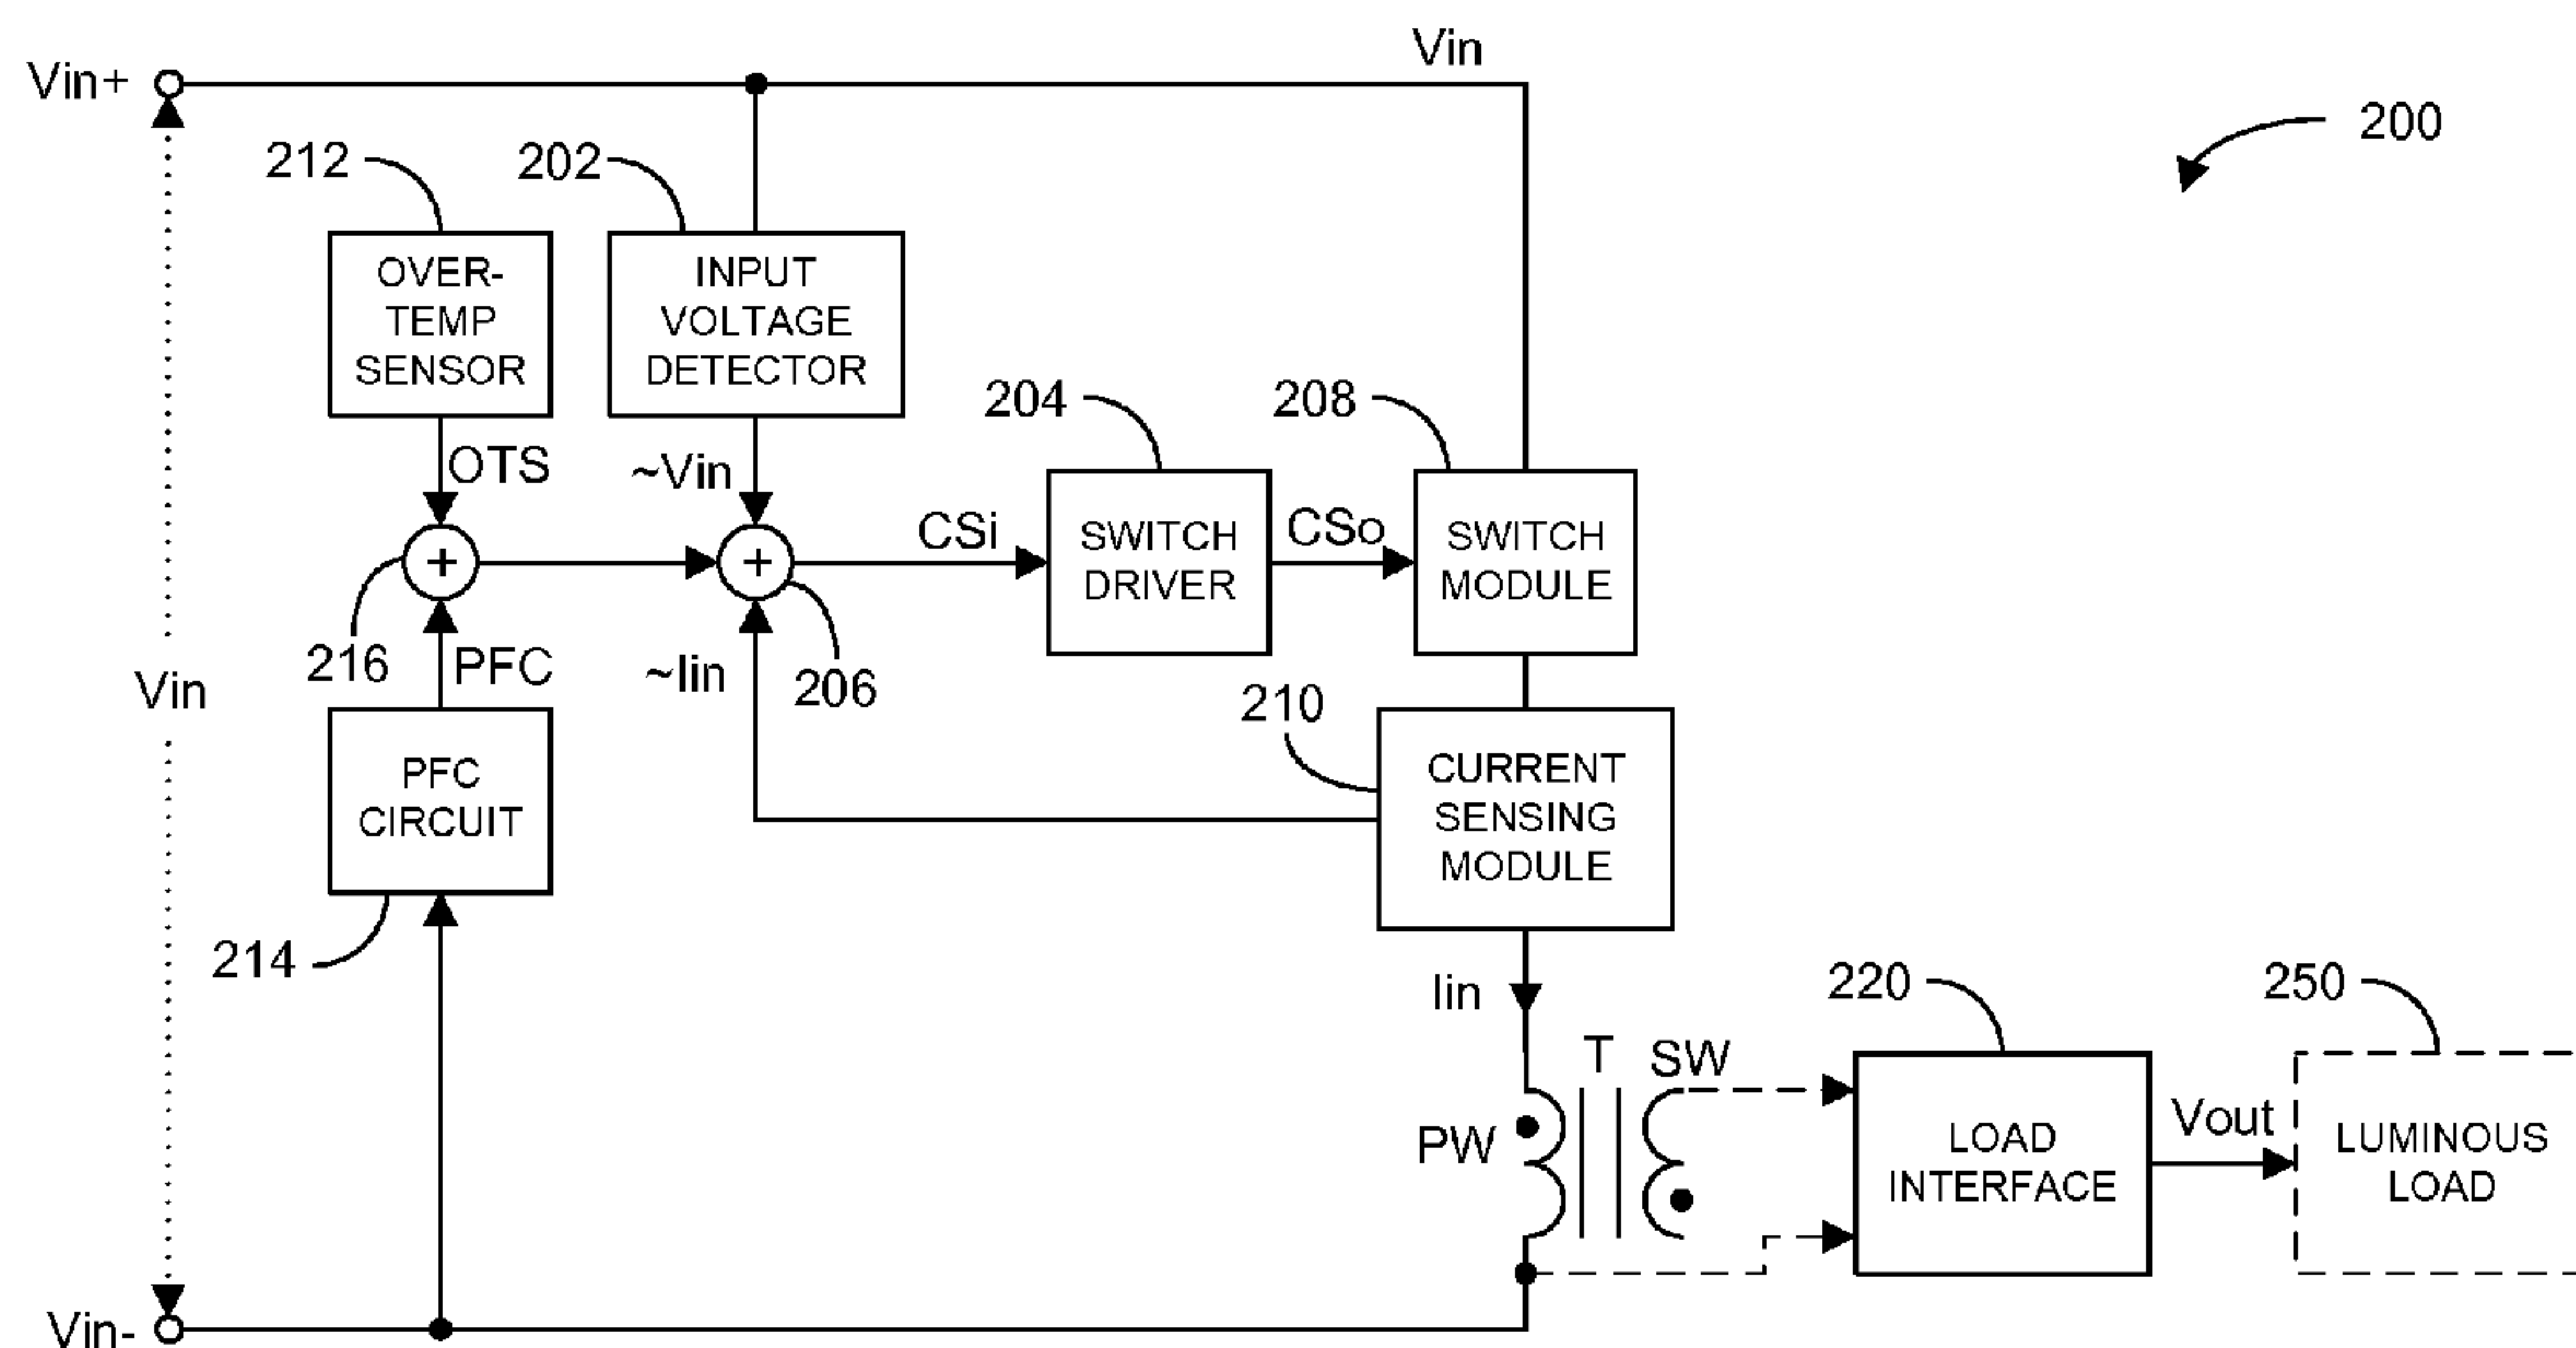 Vin
Vin+
200
212
202
OVER-
TEMP
SENSOR
INPUT
VOLTAGE
DETECTOR
204
208
OTS
~Vin
CSi
SWITCH
DRIVER
CSo
SWITCH
MODULE
+
+
216
PFC
~Iin
206
Vin
210
PFC
CIRCUIT
CURRENT
SENSING
MODULE
214
Iin
220
250
T
SW
PW
LOAD
INTERFACE
Vout
LUMINOUS
LOAD
Vin-